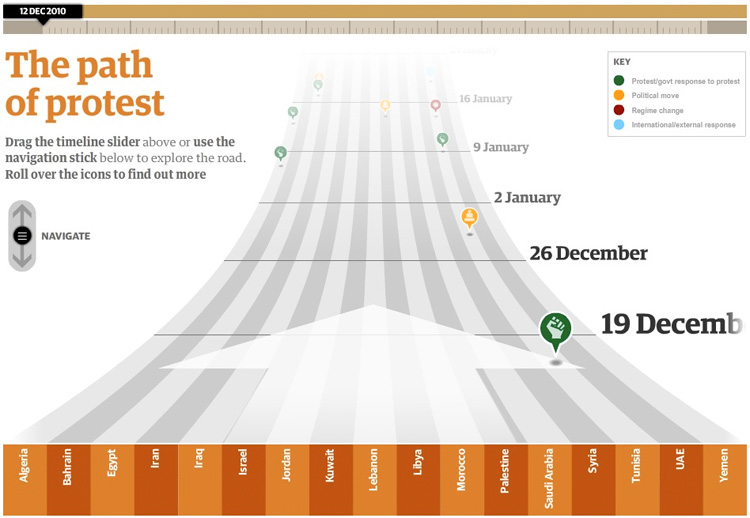 12 DEC 2010
The path
of protest
Drag the timeline slider above or use the
navigation stick below to explore the road.
Roll over the icons to find out more
NAVIGATE
KEY
Protest/govt response to protest
Political move
Regime change
International/external response
16 January
9 January
2 January
26 December
19 Decemb
Algeria
Bahrain
Egypt
Iran
Iraq
Israel
Jordan
Kuwait
Lebanon
Libya
Morocco
Palestine
Saudi Arabia
Syria
Tunisia
UAE
Yemen